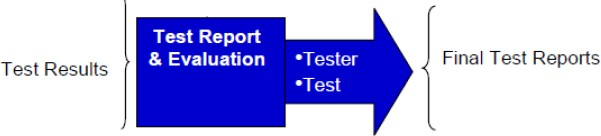 Test Results
Test Report
& Evaluation
•Tester
•Test
Final Test Reports